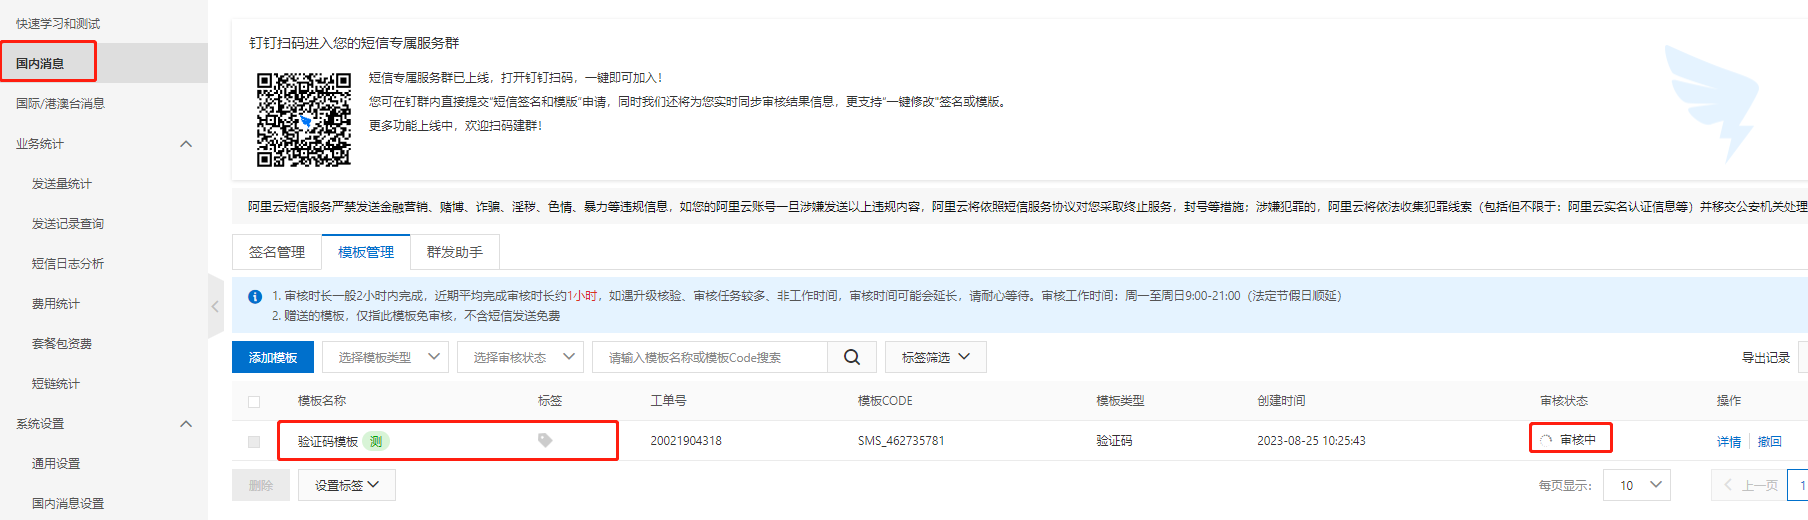 快速学习和测试
国内消息
国际/港澳台消息
业务统计
发送量统计
发送记录查询
短信日志分析
费用统计
套餐包资费
短链统计
系统设置
通用设置
国内消息设置
钉钉扫码进入您的短信专属服务群
短信专属服务群已上线，打开钉钉扫码，一键即可加入！
您可在钉群内直接提交“短信签名和模版”申请，同时我们还将为您实时同步审核结果信息，更支持“一键修改”签名或模版。
更多功能上线中，欢迎扫码建群！
阿里云短信服务严禁发送金融营销、赌博、诈骗、淫秽、色情、暴力等违规信息，如您的阿里云账号一旦涉嫌发送以上违规内容，阿里云将依照短信服务协议对您采取终止服务，封号等措施；涉嫌犯罪的，阿里云将依法收集犯罪线索（包括但不限于：阿里云实名认证信息等）并移交公安机关处理
签名管理 模板管理 群发助手
1. 审核时长一般2小时内完成，近期平均完成审核时长约1小时，如遇升级核验、审核任务较多、非工作时间，审核时间可能会延长，请耐心等待。审核工作时间：周一至周日9:00-21:00（法定节假日顺延）
2. 赠送的模板，仅指此模板免审核，不含短信发送免费
添加模板 选择模板类型 选择审核状态 请输入模板名称或模板Code搜索 标签筛选 导出记录
模板名称 标签 工单号 模板CODE 模板类型 创建时间 审核状态 操作
验证码模板 测 20021904318 SMS_462735781 验证码 2023-08-25 10:25:43 审核中 详情 撤回
删除 设置标签 每页显示： 10 上一页 1